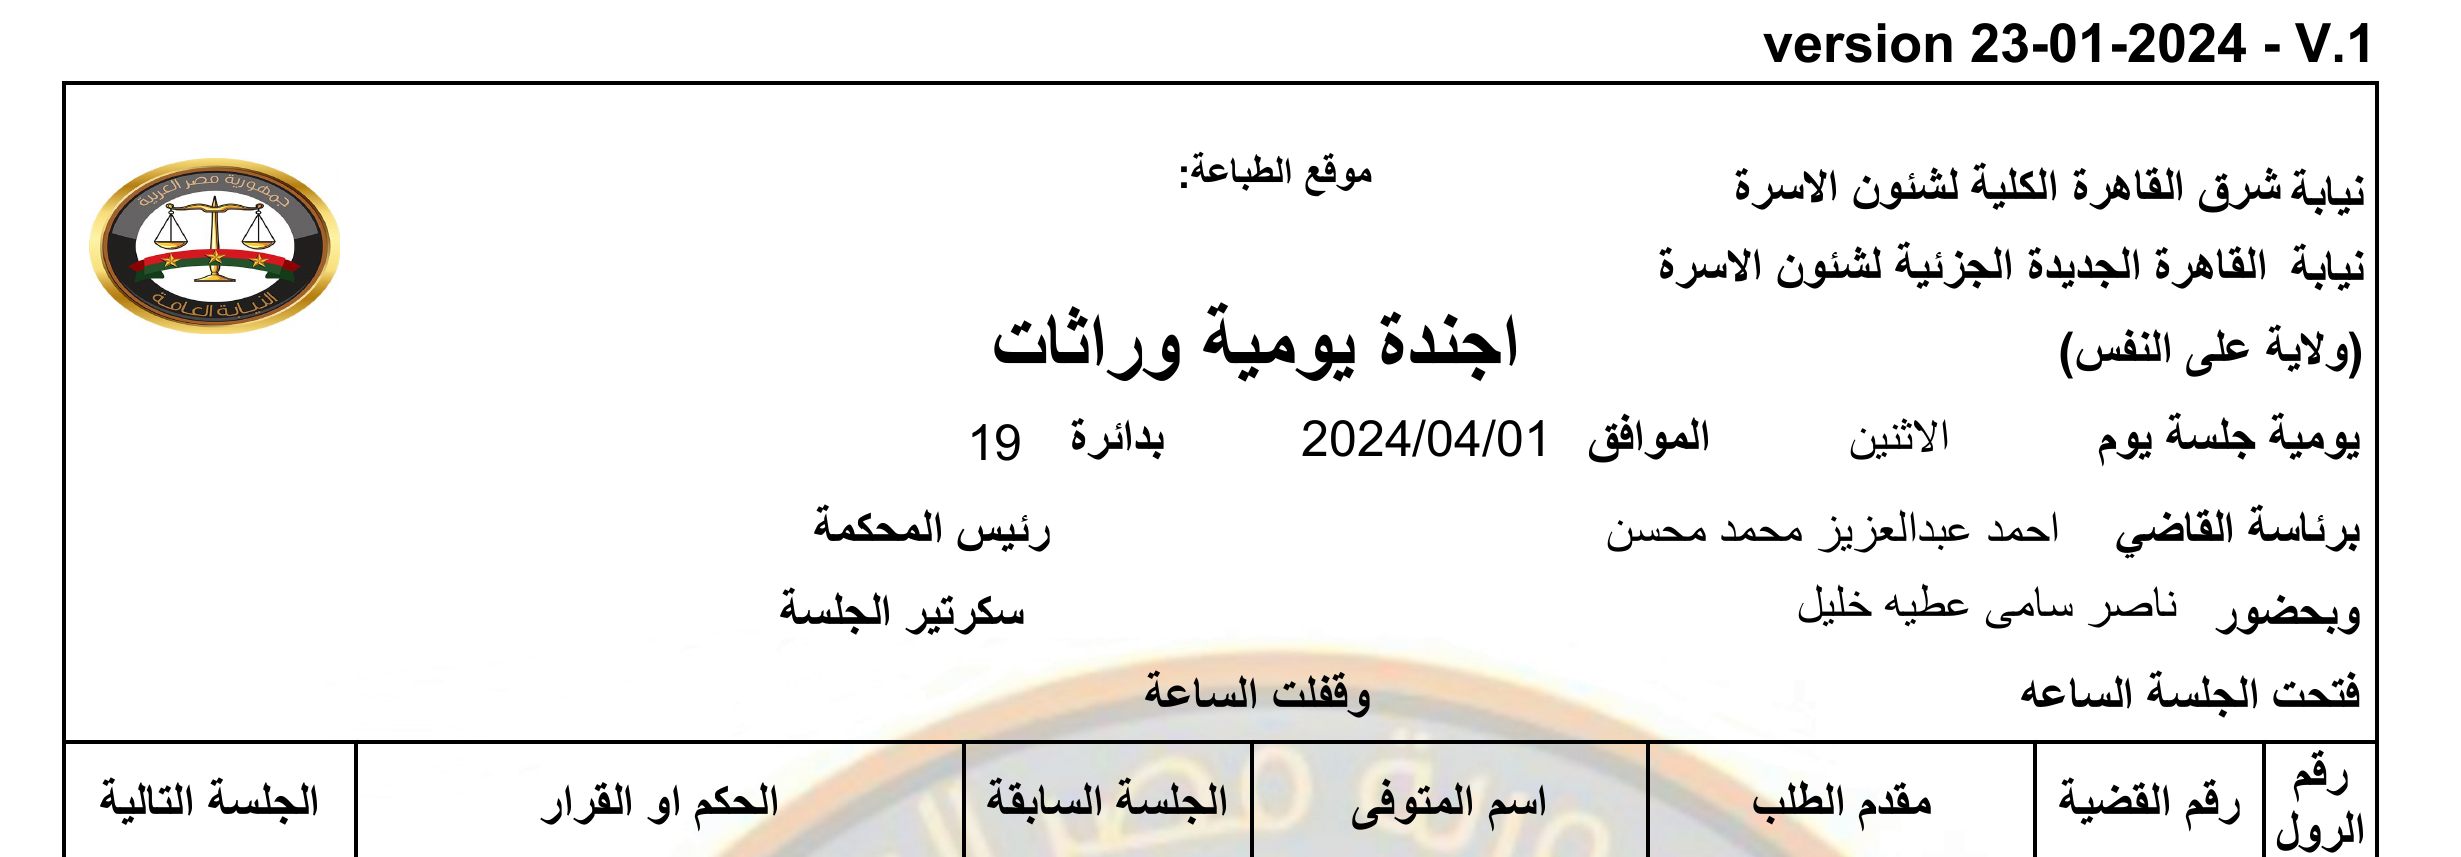 version 23-01-2024 - V.1
جمهورية مصر العربية
النيابة العامة
موقع الطباعة:
نيابة شرق القاهرة الكلية لشئون الاسرة
نيابة القاهرة الجديدة الجزئية لشئون الاسرة
اجندة يومية وراثات
(ولاية على النفس)
يومية جلسة يوم الاثنين الموافق 2024/04/01 بدائرة 19
برئاسة القاضي احمد عبدالعزيز محمد محسن رئيس المحكمة
وبحضور ناصر سامى عطيه خليل سكرتير الجلسة
فتحت الجلسة الساعه وقفلت الساعة
رقم الرول رقم القضية مقدم الطلب اسم المتوفى الجلسة السابقة الحكم او القرار الجلسة التالية